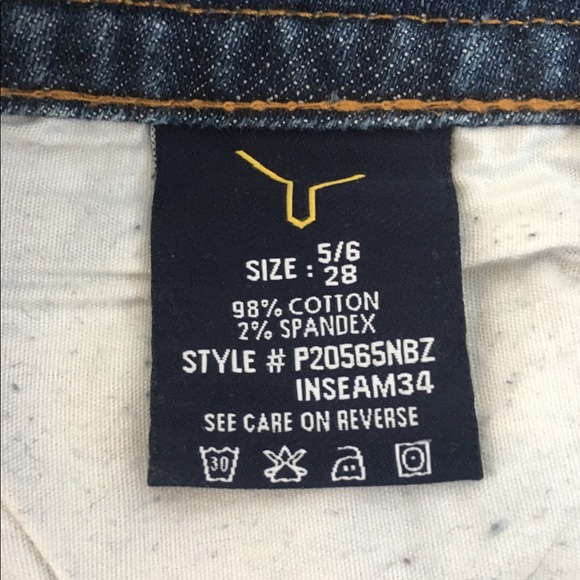 SIZE : 5/6
28
98% COTTON
2% SPANDEX
STYLE # P20565NBZ
INSEAM34
SEE CARE ON REVERSE
30